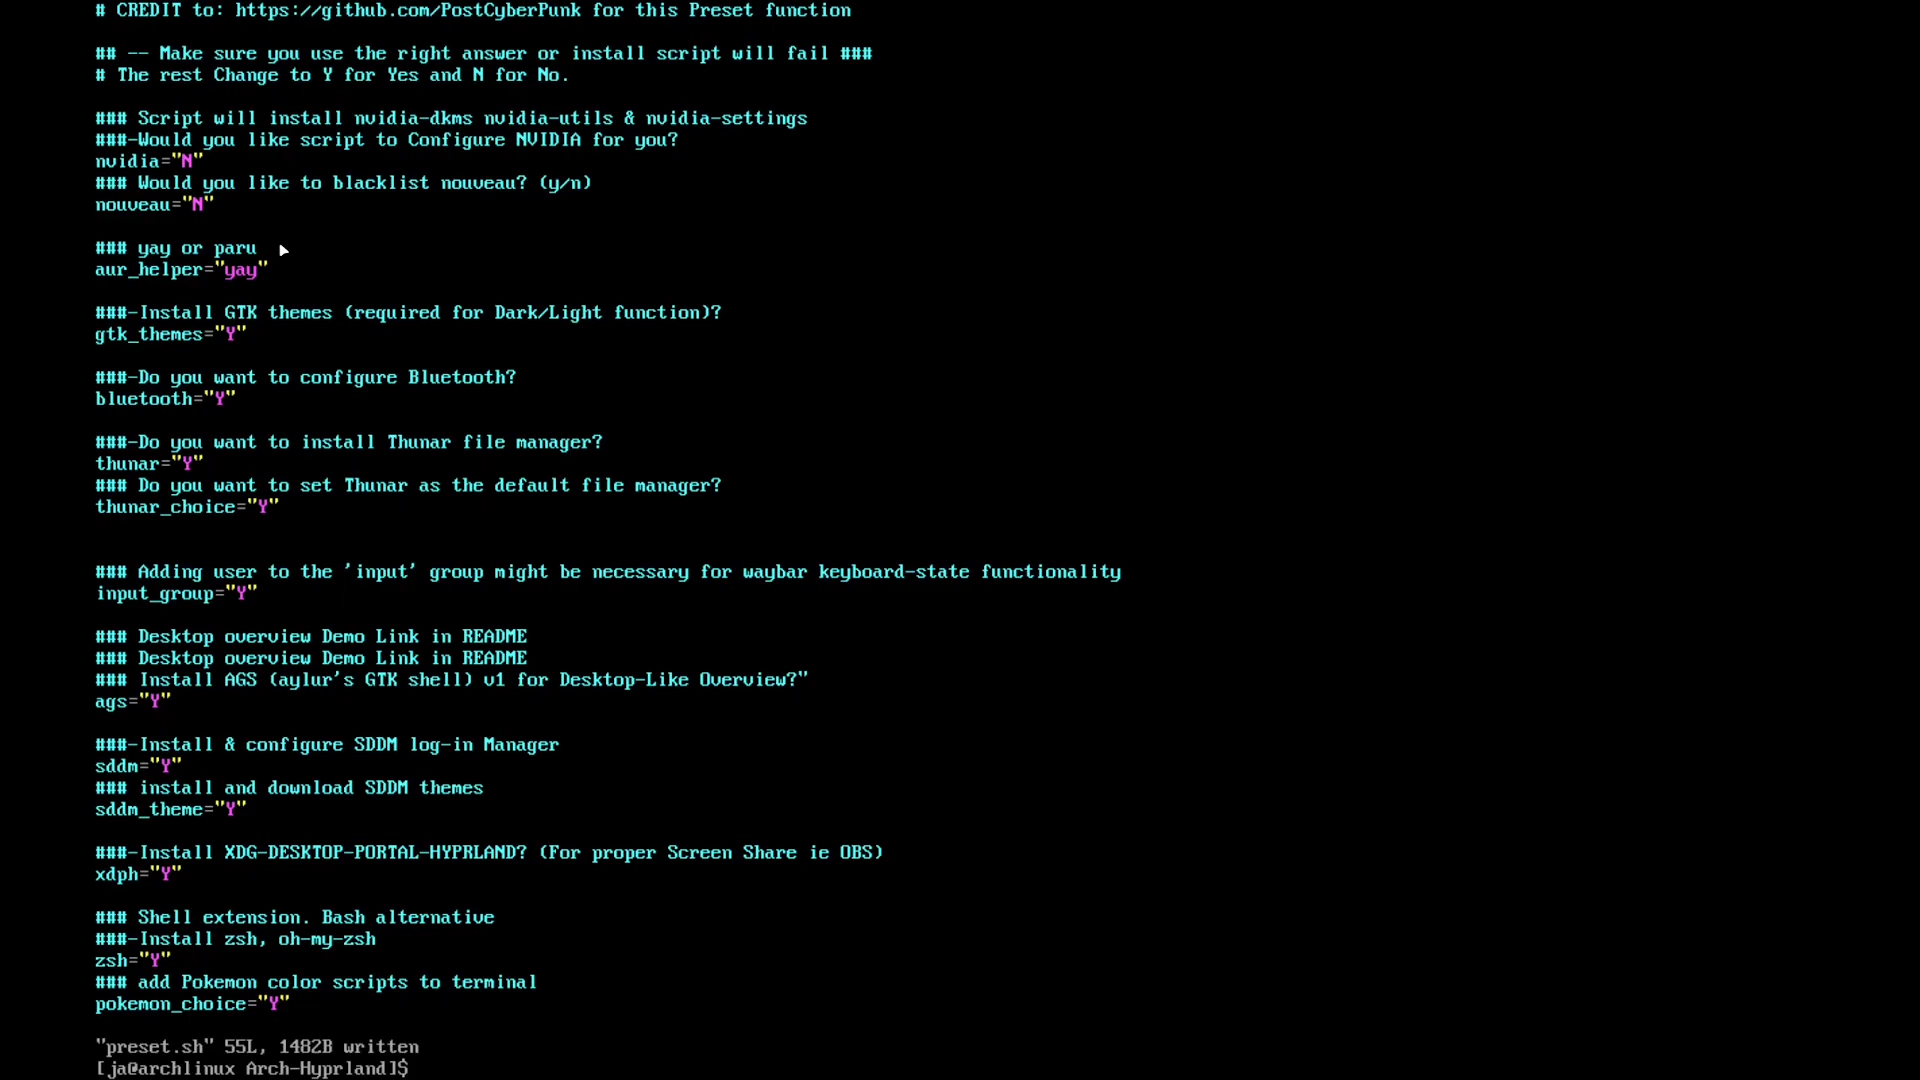 # CREDIT to: https://github.com/PostCyberPunk for this Preset function
## -- Make sure you use the right answer or install script will fail ###
# The rest Change to Y for Yes and N for No.
### Script will install nvidia-dkms nvidia-utils & nvidia-settings
###-Would you like script to Configure NVIDIA for you?
nvidia="N"
### Would you like to blacklist nouveau? (y/n)
nouveau="N"
### yay or paru
aur_helper="yay"
###-Install GTK themes (required for Dark/Light function)?
gtk_themes="Y"
###-Do you want to configure Bluetooth?
bluetooth="Y"
###-Do you want to install Thunar file manager?
thunar="Y"
### Do you want to set Thunar as the default file manager?
thunar_choice="Y"
### Adding user to the 'input' group might be necessary for waybar keyboard-state functionality
input_group="Y"
### Desktop overview Demo Link in README
### Desktop overview Demo Link in README
### Install AGS (aylur's GTK shell) v1 for Desktop-Like Overview?"
ags="Y"
###-Install & configure SDDM log-in Manager
sddm="Y"
### install and download SDDM themes
sddm_theme="Y"
###-Install XDG-DESKTOP-PORTAL-HYPRLAND? (For proper Screen Share ie OBS)
xdph="Y"
### Shell extension. Bash alternative
###-Install zsh, oh-my-zsh
zsh="Y"
### add Pokemon color scripts to terminal
pokemon_choice="Y"
"preset.sh" 55L, 1482B written
[ja@archlinux Arch-Hyprland]$